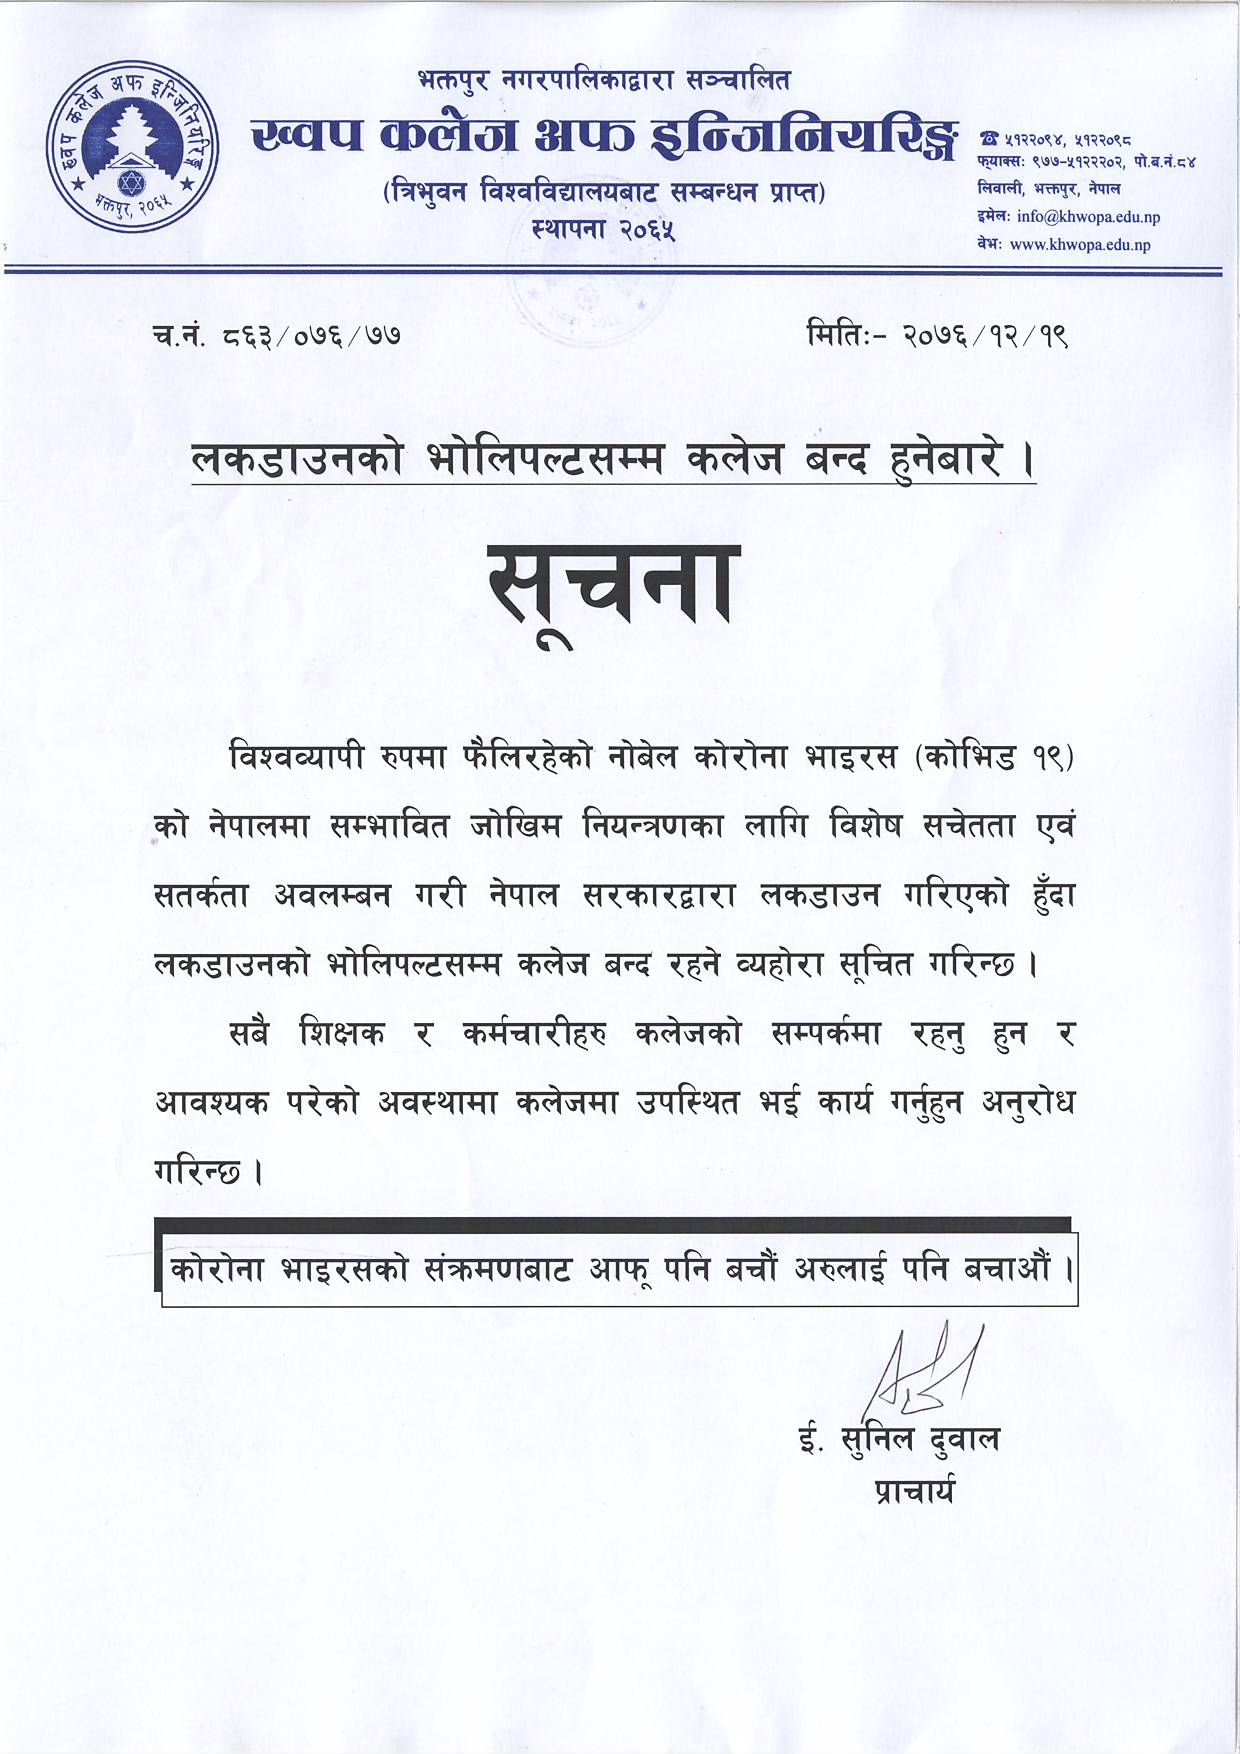 ख्वप कलेज अफ इन्जिनियरिङ्ग
भक्तपुर, २०६५
भक्तपुर नगरपालिकाद्वारा सञ्चालित
ख्वप कलेज अफ इन्जिनियरिङ्ग
(त्रिभुवन विश्वविद्यालयबाट सम्बन्धन प्राप्त)
स्थापना २०६५
☎ ५१२२०९४, ५१२२०९८
फ्याक्सः ९७७-५१२२२०२, पो.ब.नं.८४
लिवाली, भक्तपुर, नेपाल
इमेलः info@khwopa.edu.np
वेभः www.khwopa.edu.np
च.नं. ८६३/०७६/७७
मितिः- २०७६/१२/१९
लकडाउनको भोलिपल्टसम्म कलेज बन्द हुनेबारे ।
सूचना
विश्वव्यापी रुपमा फैलिरहेको नोबेल कोरोना भाइरस (कोभिड १९)
को नेपालमा सम्भावित जोखिम नियन्त्रणका लागि विशेष सचेतता एवं
सतर्कता अवलम्बन गरी नेपाल सरकारद्वारा लकडाउन गरिएको हुँदा
लकडाउनको भोलिपल्टसम्म कलेज बन्द रहने व्यहोरा सूचित गरिन्छ ।
सबै शिक्षक र कर्मचारीहरु कलेजको सम्पर्कमा रहनु हुन र
आवश्यक परेको अवस्थामा कलेजमा उपस्थित भई कार्य गर्नुहुन अनुरोध
गरिन्छ ।
कोरोना भाइरसको संक्रमणबाट आफू पनि बचौं अरुलाई पनि बचाऔं ।
ई. सुनिल दुवाल
प्राचार्य